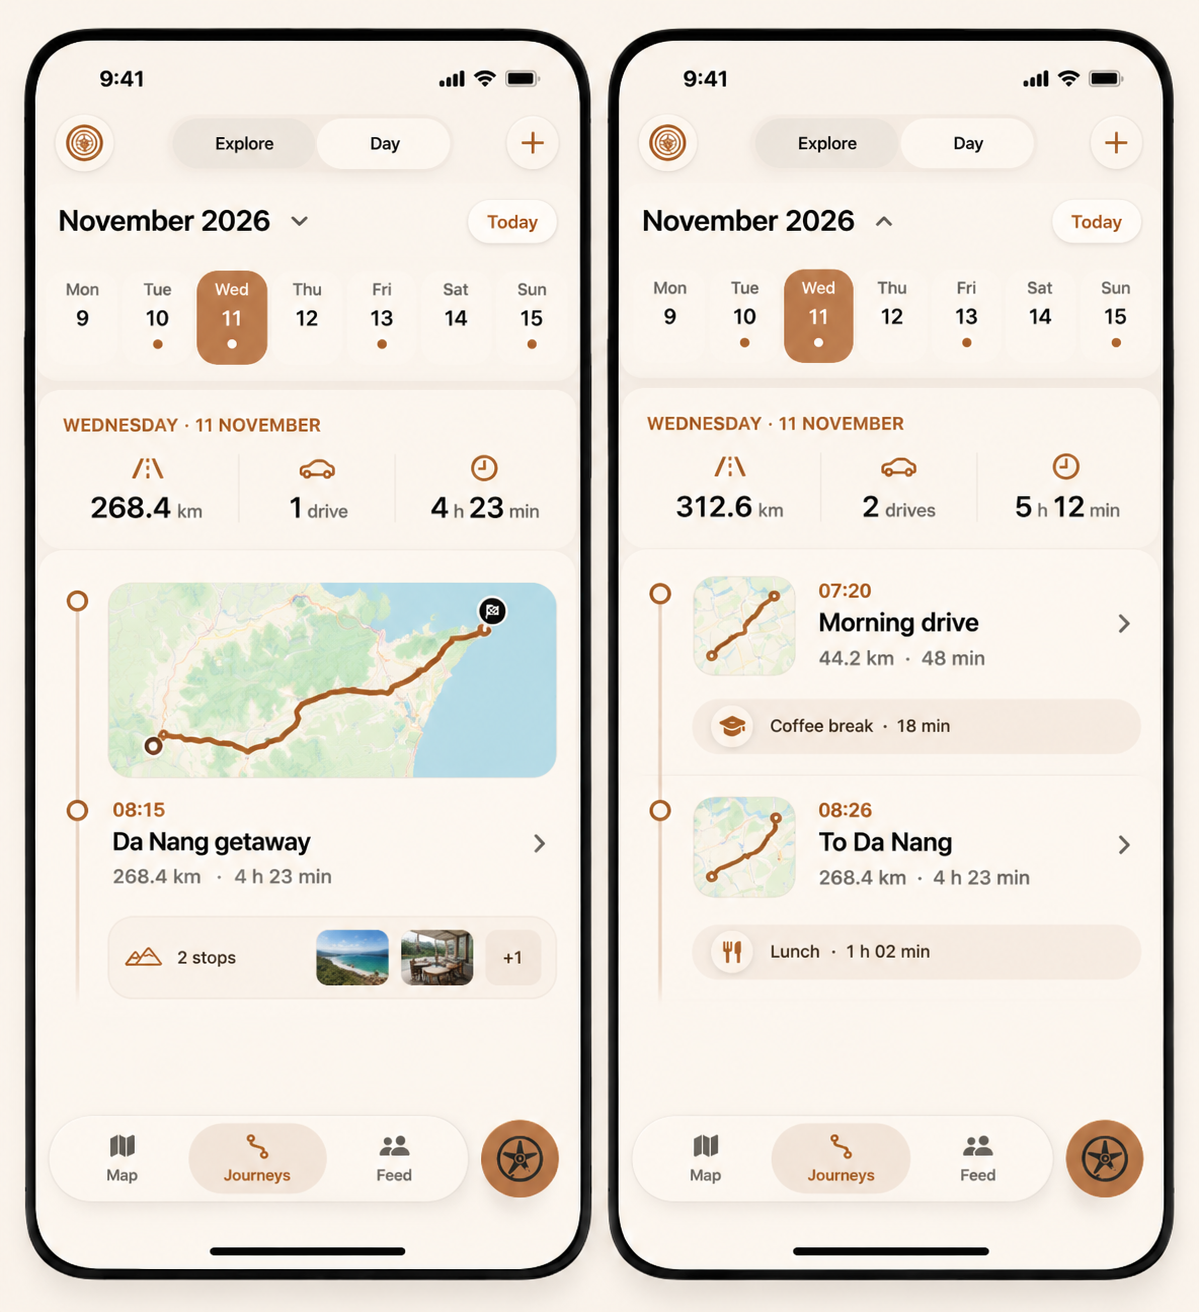 9:41
Explore
Day
November 2026
Today
Mon Tue Wed Thu Fri Sat Sun
9 10 11 12 13 14 15
WEDNESDAY · 11 NOVEMBER
268.4 km
1 drive
4 h 23 min
08:15
Da Nang getaway
268.4 km · 4 h 23 min
2 stops
+1
Map
Journeys
Feed
9:41
Explore
Day
November 2026
Today
Mon Tue Wed Thu Fri Sat Sun
9 10 11 12 13 14 15
WEDNESDAY · 11 NOVEMBER
312.6 km
2 drives
5 h 12 min
07:20
Morning drive
44.2 km · 48 min
Coffee break · 18 min
08:26
To Da Nang
268.4 km · 4 h 23 min
Lunch · 1 h 02 min
Map
Journeys
Feed